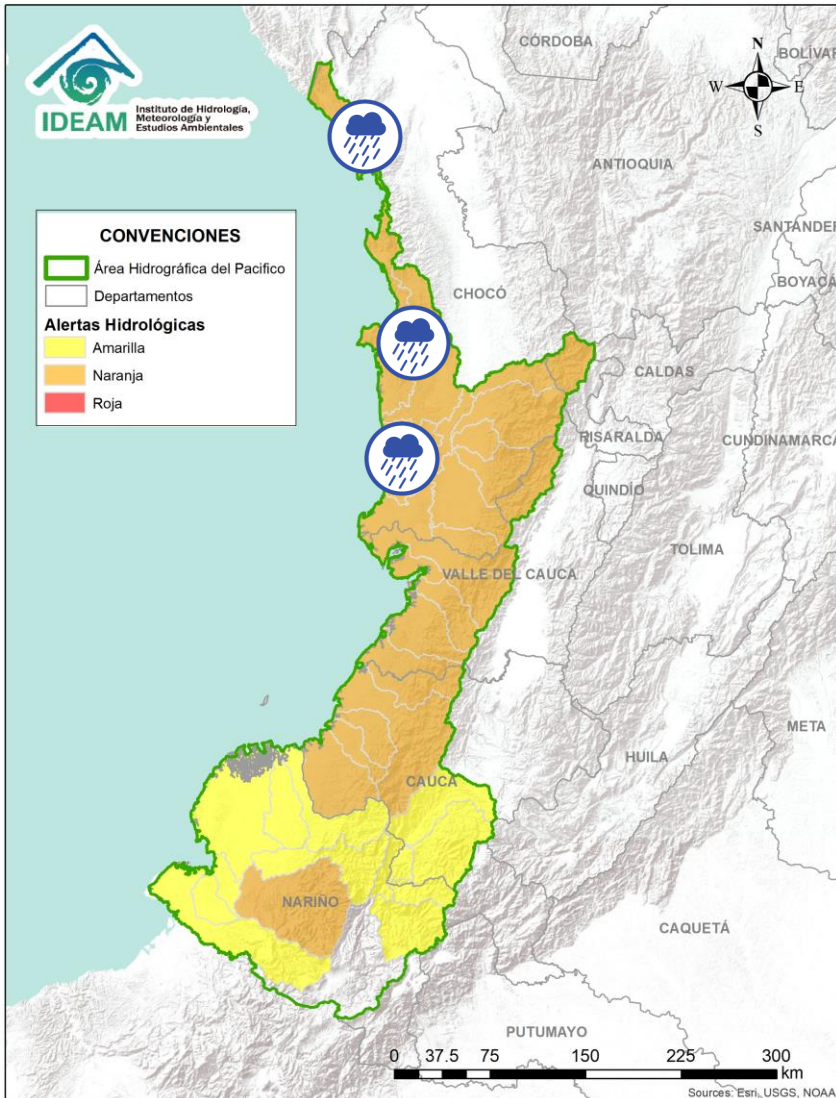 IDEAM
Instituto de Hidrología,
Meteorología y
Estudios Ambientales
CÓRDOBA
BOLÍVAR
N
W
E
S
ANTIOQUIA
SANTANDER
BOYACÁ
CONVENCIONES
Área Hidrográfica del Pacifico
Departamentos
Alertas Hidrológicas
Amarilla
Naranja
Roja
CHOCÓ
CALDAS
RISARALDA
CUNDINAMARCA
QUINDÍO
TOLIMA
VALLE DEL CAUCA
META
HUILA
CAUCA
NARIÑO
CAQUETÁ
PUTUMAYO
0 37.5 75 150 225 300
km
Sources: Esri, USGS, NOAA